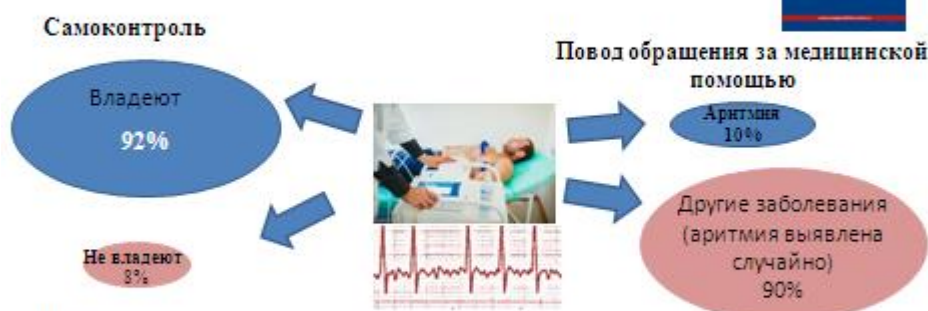 Самоконтроль
Владеют
92%
Не владеют
8%
Повод обращения за медицинской
помощью
Аритмия
10%
Другие заболевания
(аритмия выявлена
случайно)
90%